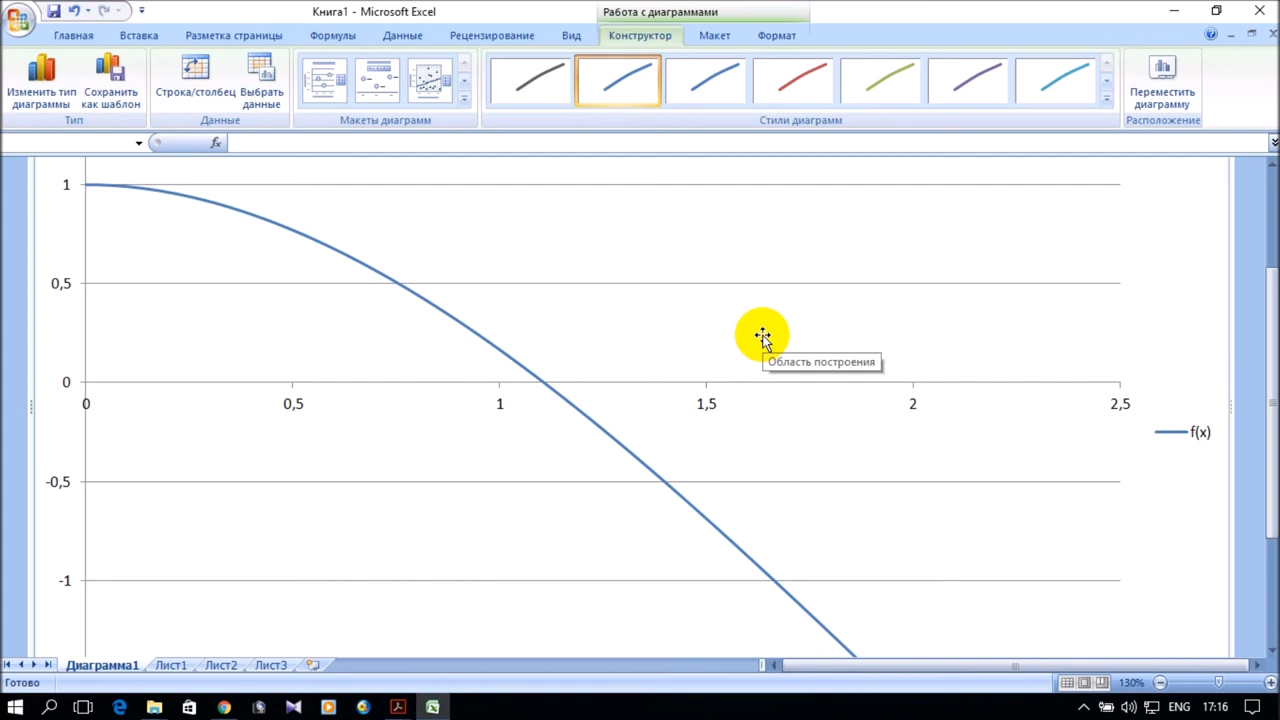 Книга1 - Microsoft Excel
Работа с диаграммами
Главная Вставка Разметка страницы Формулы Данные Рецензирование Вид Конструктор Макет Формат
Изменить тип диаграммы
Сохранить как шаблон
Строка/столбец
Выбрать данные
Переместить диаграмму
Тип Данные Макеты диаграмм Стили диаграмм Расположение
fx
1
0,5
Область построения
0
0 0,5 1 1,5 2 2,5
f(x)
-0,5
-1
Диаграмма1 Лист1 Лист2 Лист3
Готово 130%
ENG 17:16